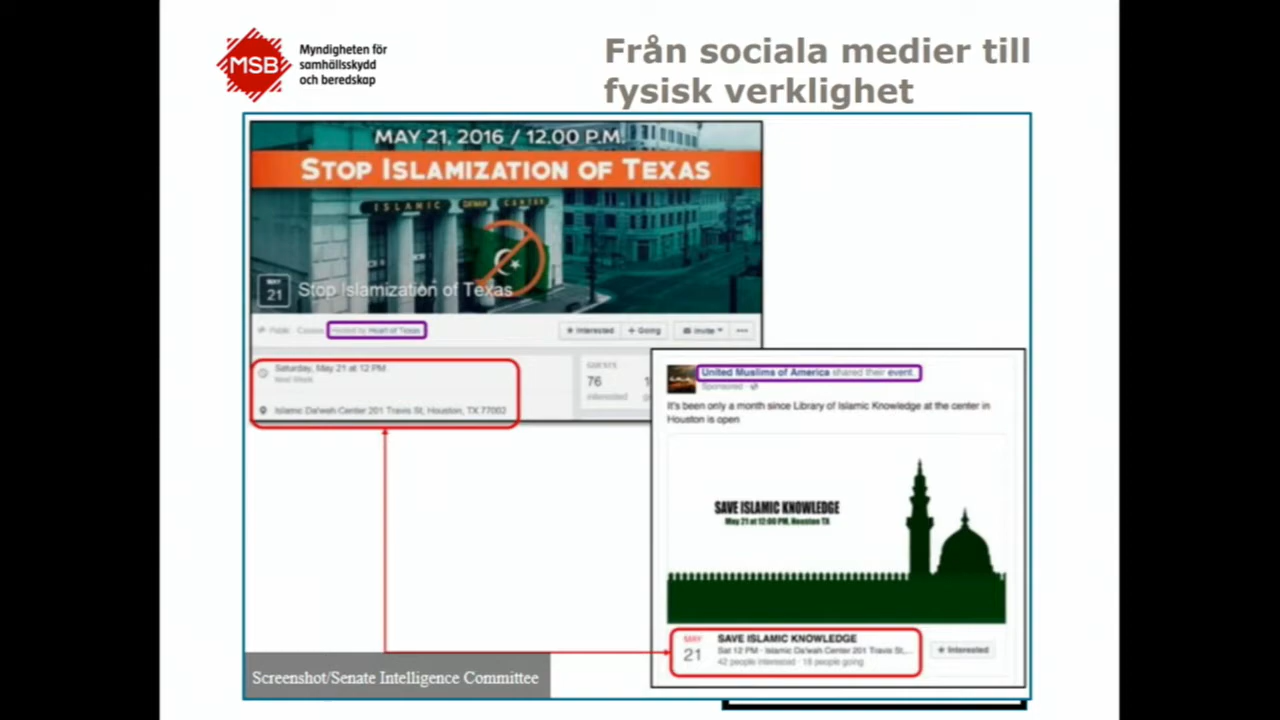 MSB
Myndigheten för
samhällsskydd
och beredskap
Från sociala medier till
fysisk verklighet
MAY 21, 2016 / 12.00 P.M.
STOP ISLAMIZATION OF TEXAS
ISLAMIC DA'WAH CENTER
MAY
21
Stop Islamization of Texas
Public
Hosted by Heart of Texas
Interested
Going
Invite
Saturday, May 21 at 12 PM
Next Week
Islamic Da'wah Center 201 Travis St, Houston, TX 77002
GUESTS
76
interested
United Muslims of America shared their event.
Sponsored
It's been only a month since Library of Islamic Knowledge at the center in
Houston is open
SAVE ISLAMIC KNOWLEDGE
May 21 at 12:00 PM, Houston TX
MAY
21
SAVE ISLAMIC KNOWLEDGE
Sat 12 PM · Islamic Da'wah Center 201 Travis St,...
42 people interested · 18 people going
Interested
Screenshot/Senate Intelligence Committee